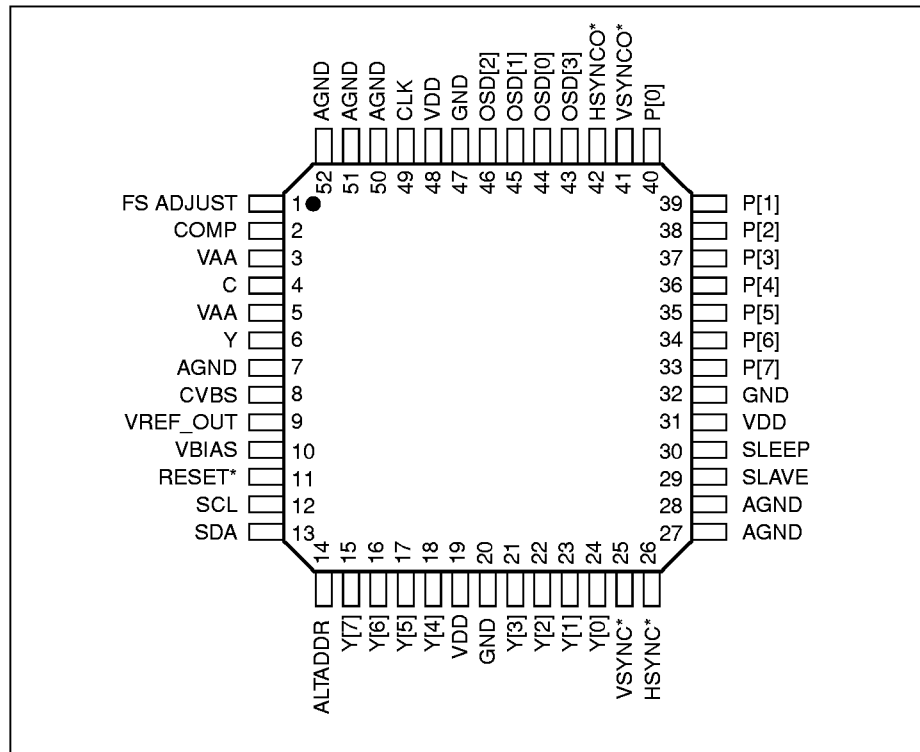 AGND AGND AGND CLK VDD GND OSD[2] OSD[1] OSD[0] OSD[3] HSYNCO* VSYNCO* P[0]
52 51 50 49 48 47 46 45 44 43 42 41 40
FS ADJUST 1 39 P[1]
COMP 2 38 P[2]
VAA 3 37 P[3]
C 4 36 P[4]
VAA 5 35 P[5]
Y 6 34 P[6]
AGND 7 33 P[7]
CVBS 8 32 GND
VREF_OUT 9 31 VDD
VBIAS 10 30 SLEEP
RESET* 11 29 SLAVE
SCL 12 28 AGND
SDA 13 27 AGND
14 15 16 17 18 19 20 21 22 23 24 25 26
ALTADDR Y[7] Y[6] Y[5] Y[4] VDD GND Y[3] Y[2] Y[1] Y[0] VSYNC* HSYNC*